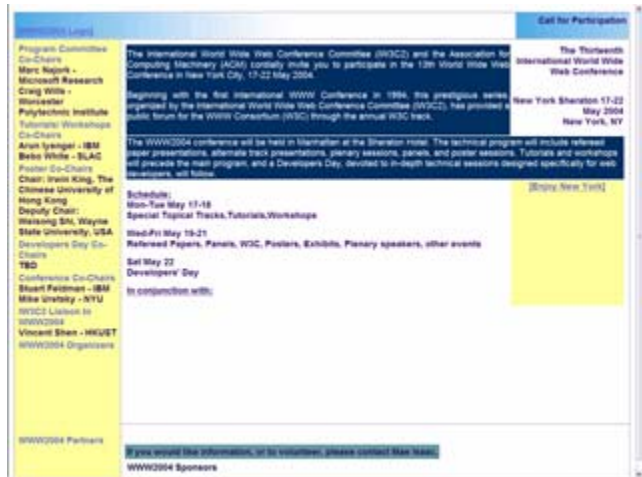 Call for Participation
[WWW2004 Logo]
Program Committee
Co-Chairs
Marc Najork -
Microsoft Research
Craig Wills -
Worcester
Polytechnic Institute
Tutorials/Workshops
Co-Chairs
Arun Iyengar - IBM
Bebo White - SLAC
Poster Co-Chairs
Chair: Irwin King, The
Chinese University of
Hong Kong
Deputy Chair:
Weisong Shi, Wayne
State University, USA
Developers Day Co-
Chairs
TBD
Conference Co-Chairs
Stuart Feldman - IBM
Mike Uretsky - NYU
IW3C2 Liaison to
WWW2004
Vincent Shen - HKUST
WWW2004 Organizers
WWW2004 Partners
The International World Wide Web Conference Committee (IW3C2) and the Association for
Computing Machinery (ACM) cordially invite you to participate in the 13th World Wide Web
Conference in New York City, 17-22 May 2004.
Beginning with the first International WWW Conference in 1994, this prestigious series,
organized by the International World Wide Web Conference Committee (IW3C2), has provided a
public forum for the WWW Consortium (W3C) through the annual W3C track.
The WWW2004 conference will be held in Manhattan at the Sheraton Hotel. The technical program will include refereed
paper presentations, alternate track presentations, plenary sessions, panels, and poster sessions. Tutorials and workshops
will precede the main program, and a Developers Day, devoted to in-depth technical sessions designed specifically for web
developers, will follow.
Schedule:
Mon-Tue May 17-18
Special Topical Tracks,Tutorials,Workshops
Wed-Fri May 19-21
Refereed Papers, Panels, W3C, Posters, Exhibits, Plenary speakers, other events
Sat May 22
Developers' Day
In conjunction with:
If you would like information, or to volunteer, please contact Mae Isaac.
WWW2004 Sponsors
The Thirteenth
International World Wide
Web Conference
New York Sheraton 17-22
May 2004
New York, NY
[Enjoy New York]